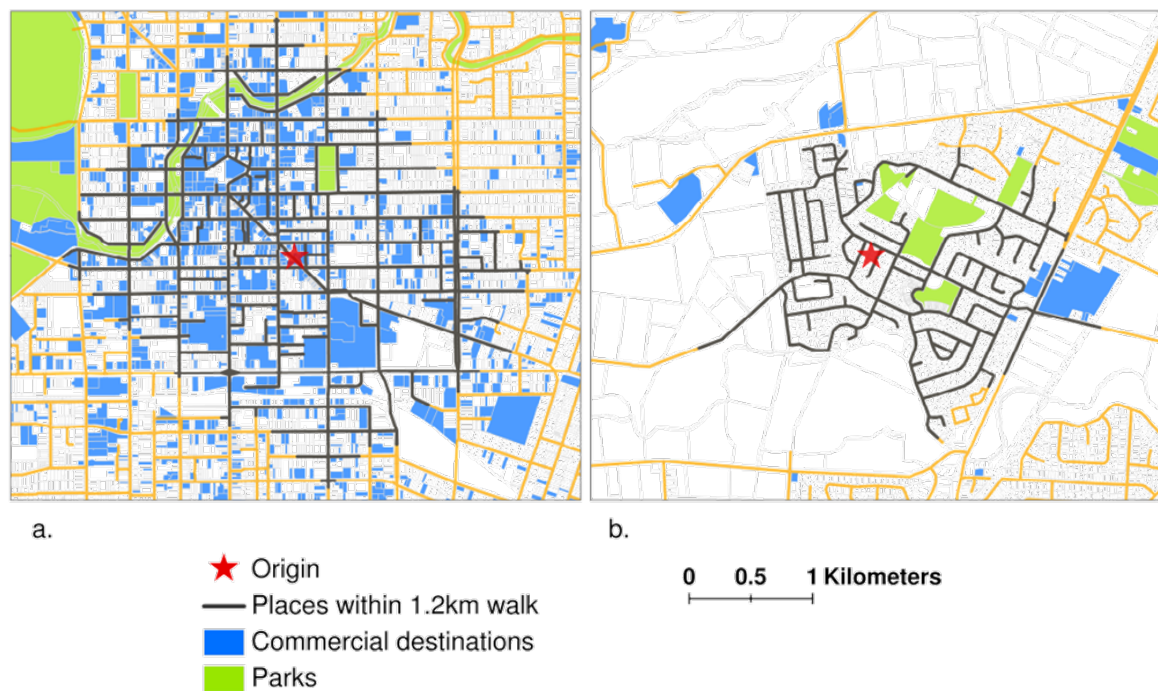 a.
b.
Origin
Places within 1.2km walk
Commercial destinations
Parks
0 0.5 1 Kilometers